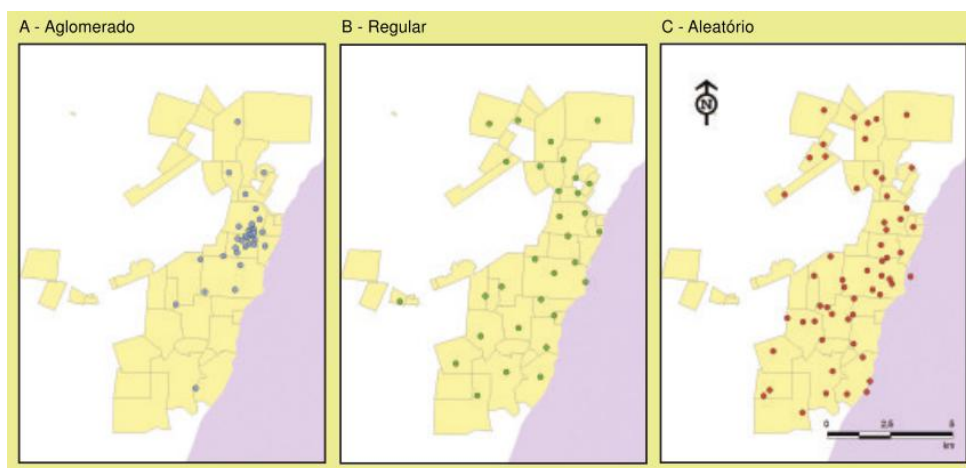 A - Aglomerado
B - Regular
C - Aleatório
N
0 2,5 5
km